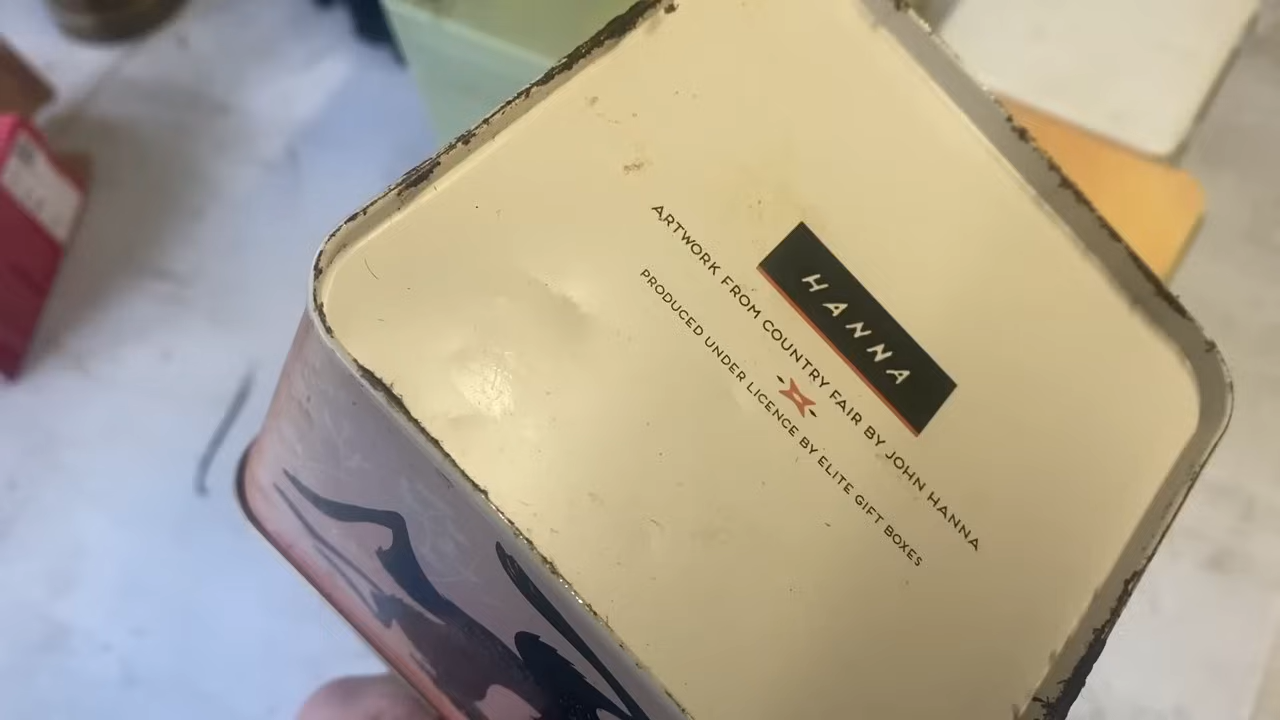 HANNA
ARTWORK FROM COUNTRY FAIR BY JOHN HANNA
PRODUCED UNDER LICENCE BY ELITE GIFT BOXES